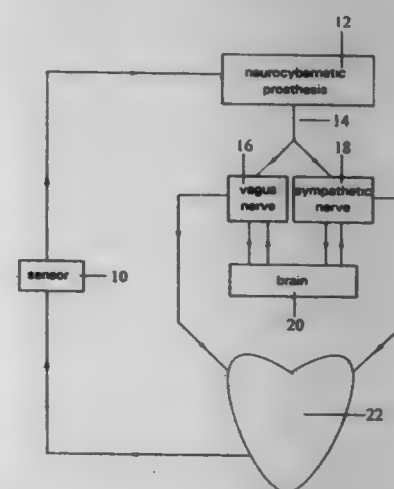 12
neurocybernetic
prosthesis
14
16
18
vagus
nerve
sympathetic
nerve
sensor
10
brain
20
22